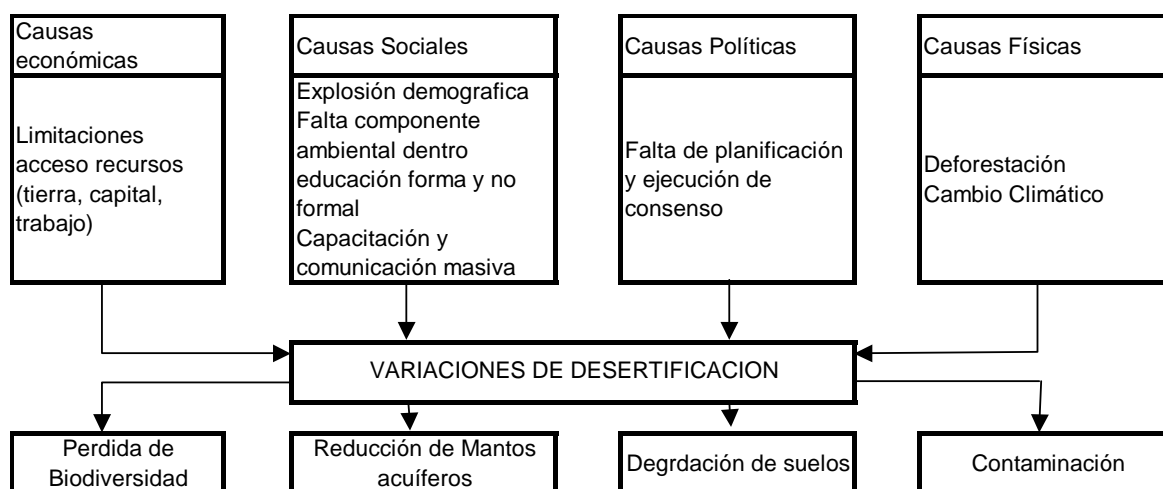 Causas
económicas
Causas Sociales
Causas Políticas
Causas Físicas
Limitaciones
acceso recursos
(tierra, capital,
trabajo)
Explosión demografica
Falta componente
ambiental dentro
educación forma y no
formal
Capacitación y
comunicación masiva
Falta de planificación
y ejecución de
consenso
Deforestación
Cambio Climático
VARIACIONES DE DESERTIFICACION
Perdida de
Biodiversidad
Reducción de Mantos
acuíferos
Degrdación de suelos
Contaminación